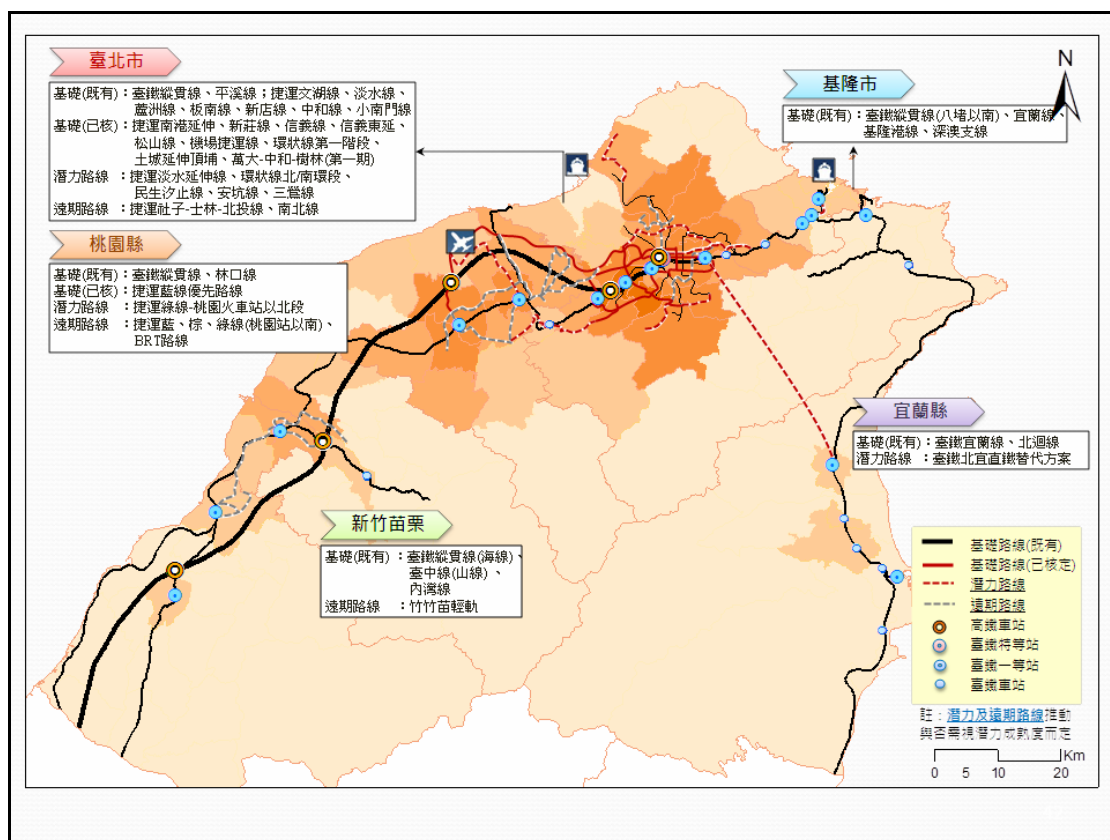 臺北市
基礎(既有)：臺鐵縱貫線、平溪線；捷運文湖線、淡水線、
蘆洲線、板南線、新店線、中和線、小南門線
基礎(已核)：捷運南港延伸、新莊線、信義線、信義東延、
松山線、機場捷運線、環狀線第一階段、
土城延伸頂埔、萬大-中和-樹林(第一期)
潛力路線：捷運淡水延伸線、環狀線北/南環段、
民生汐止線、安坑線、三鶯線
遠期路線：捷運社子-士林-北投線、南北線
桃園縣
基礎(既有)：臺鐵縱貫線、林口線
基礎(已核)：捷運藍線優先路線
潛力路線：捷運綠線-桃園火車站以北段
遠期路線：捷運藍、棕、綠線(桃園站以南)、
BRT路線
基隆市
基礎(既有)：臺鐵縱貫線(八堵以南)、宜蘭線、
基隆港線、深澳支線
N
宜蘭縣
基礎(既有)：臺鐵宜蘭線、北迴線
潛力路線：臺鐵北宜直鐵替代方案
新竹苗栗
基礎(既有)：臺鐵縱貫線(海線)、
臺中線(山線)、
內灣線
遠期路線：竹竹苗輕軌
基礎路線(既有)
基礎路線(已核定)
潛力路線
遠期路線
高鐵車站
臺鐵特等站
臺鐵一等站
臺鐵車站
註：潛力及遠期路線推動
與否需視潛力成熟度而定
Km
0 5 10 20